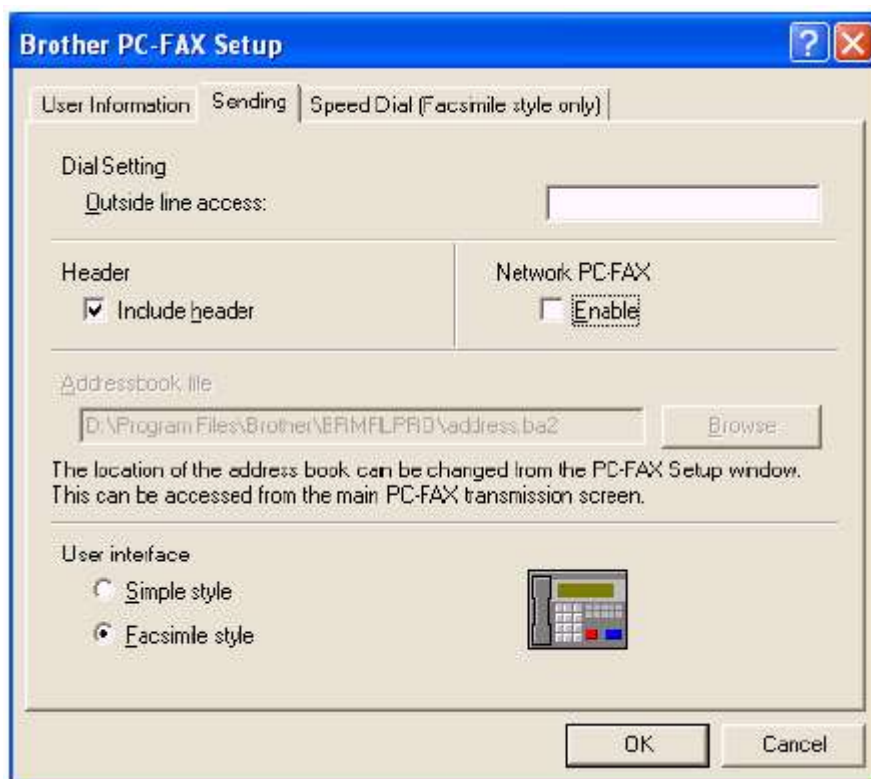 Brother PC-FAX Setup
User Information Sending Speed Dial (Facsimile style only)
Dial Setting
Outside line access:
Header Network PC-FAX
Include header Enable
Addressbook file
D:\Program Files\Brother\BRMFLPRO\address.ba2 Browse
The location of the address book can be changed from the PC-FAX Setup window.
This can be accessed from the main PC-FAX transmission screen.
User interface
Simple style
Facsimile style
OK Cancel